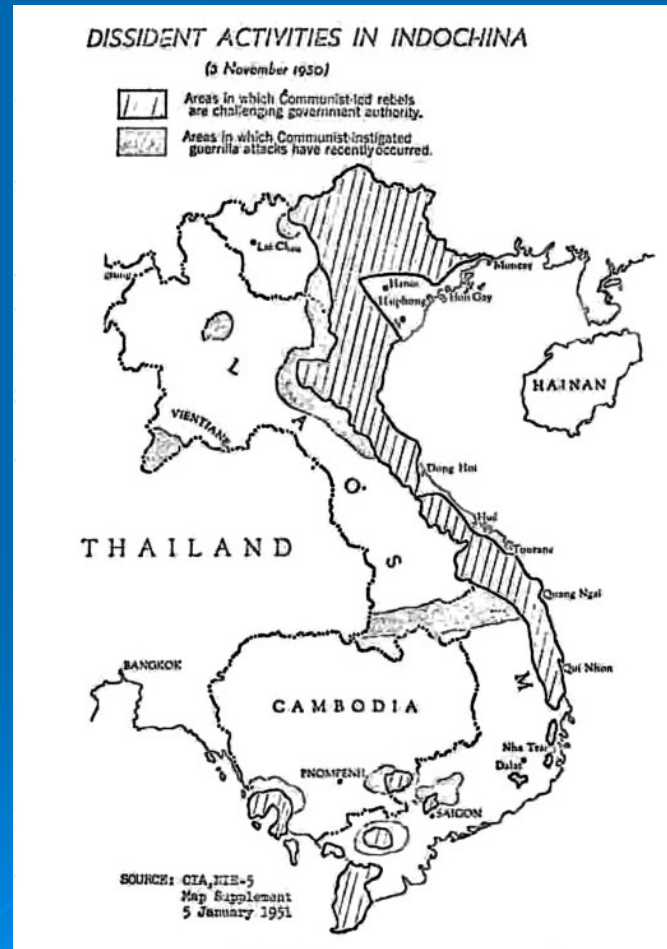 DISSIDENT ACTIVITIES IN INDOCHINA
(3 November 1950)
Areas in which Communist-led rebels
are challenging government authority.
Areas in which Communist-instigated
guerrilla attacks have recently occurred.
Lai Chau
Moncay
Hanoi
Haiphong
Hon Gay
HAINAN
L
VIENTIANE
A
Dong Hoi
O
Hué
THAILAND
Tourane
S
Quang Ngai
BANGKOK
Qui Nhon
M
CAMBODIA
PNOMPENH
Dalat
SAIGON
SOURCE: CIA, NIE-5
Map Supplement
5 January 1951